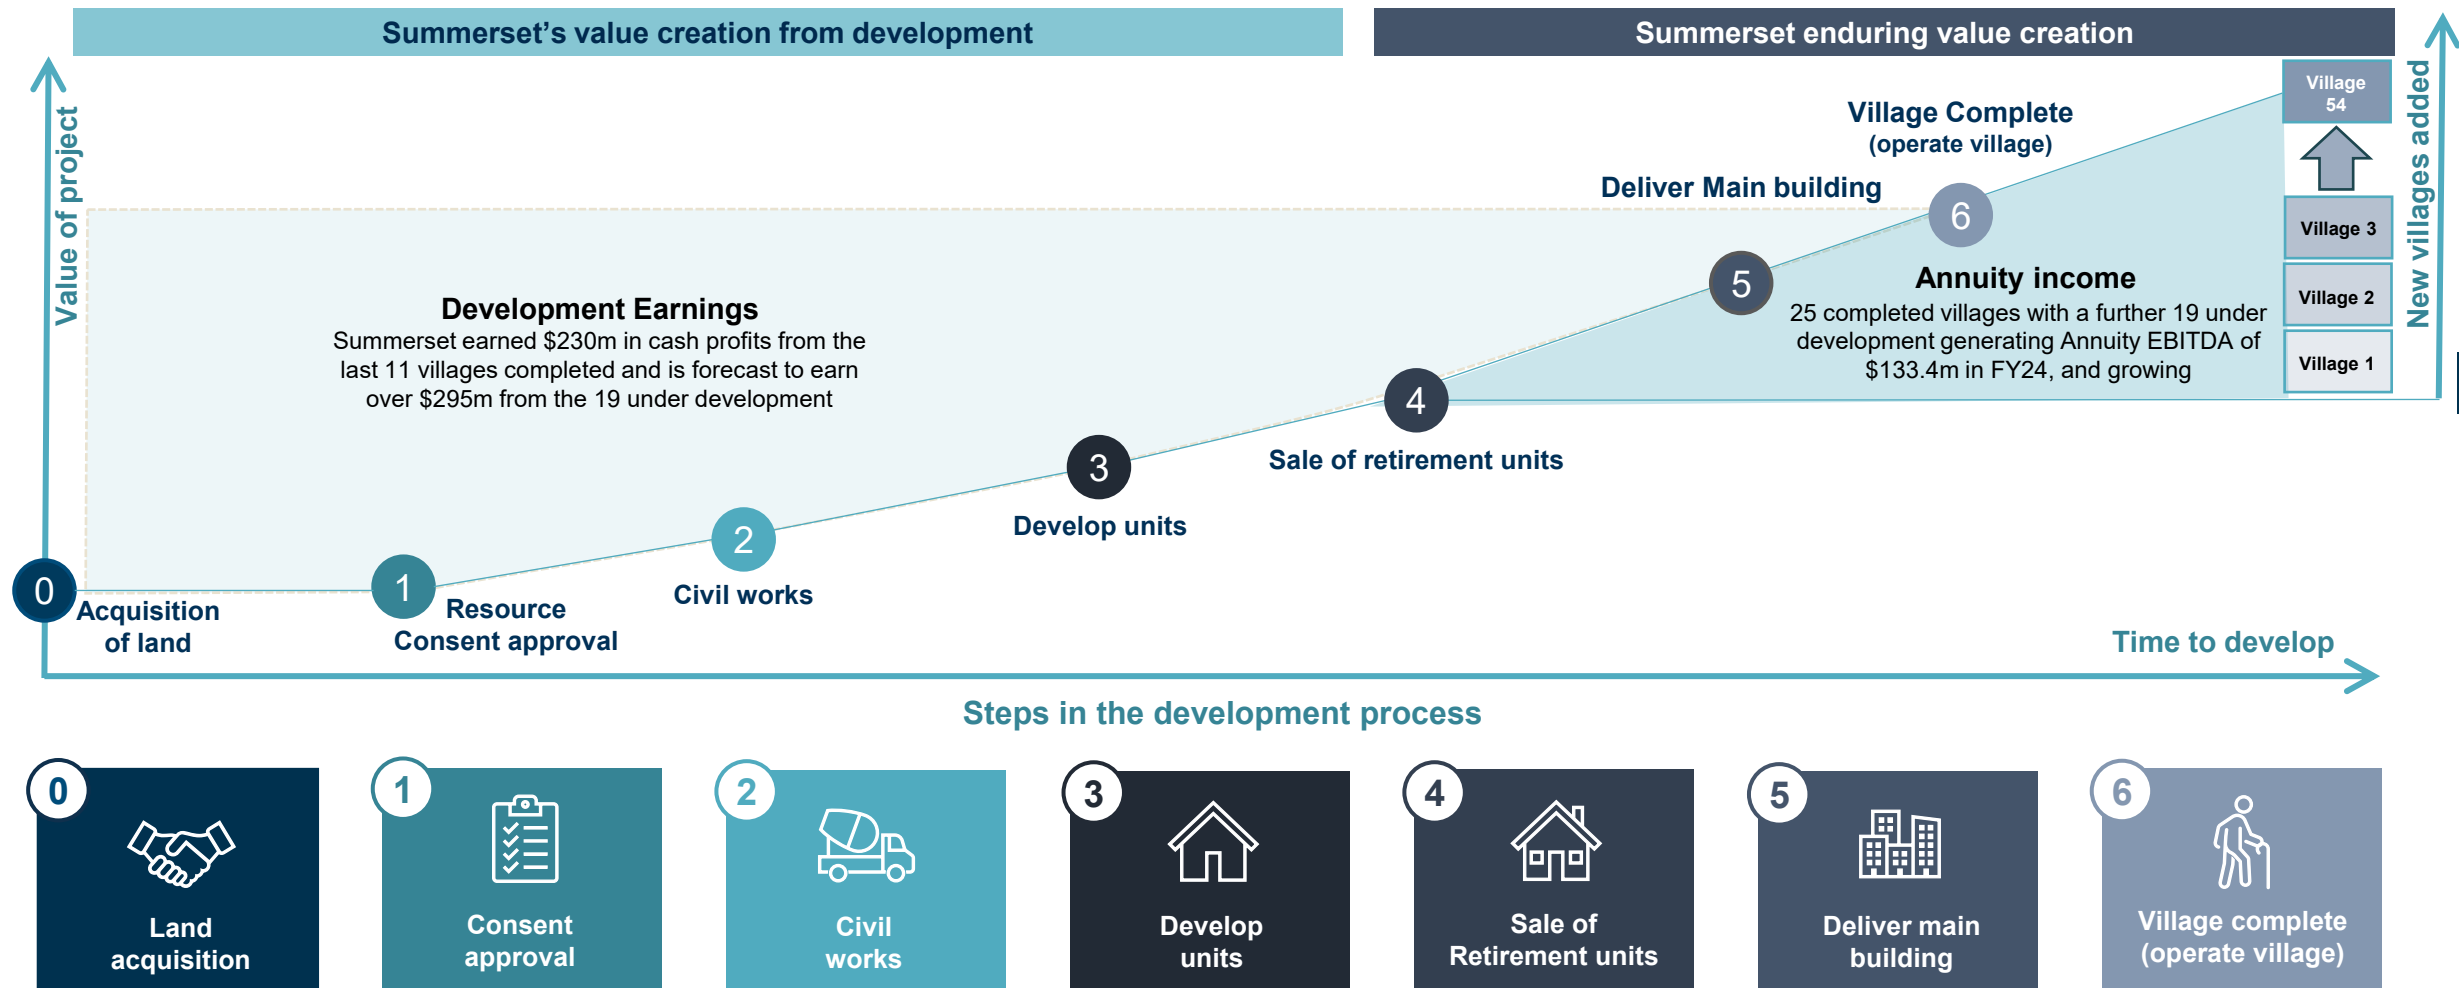 Summerset’s value creation from development
Summerset enduring value creation
Value of project
New villages added
Village
54
Village 3
Village 2
Village 1
Village Complete
(operate village)
Deliver Main building
6
5
Annuity income
25 completed villages with a further 19 under
development generating Annuity EBITDA of
$133.4m in FY24, and growing
Development Earnings
Summerset earned $230m in cash profits from the
last 11 villages completed and is forecast to earn
over $295m from the 19 under development
4
Sale of retirement units
3
Develop units
2
Civil works
1
Resource
Consent approval
0
Acquisition
of land
Time to develop
Steps in the development process
0
Land
acquisition
1
Consent
approval
2
Civil
works
3
Develop
units
4
Sale of
Retirement units
5
Deliver main
building
6
Village complete
(operate village)